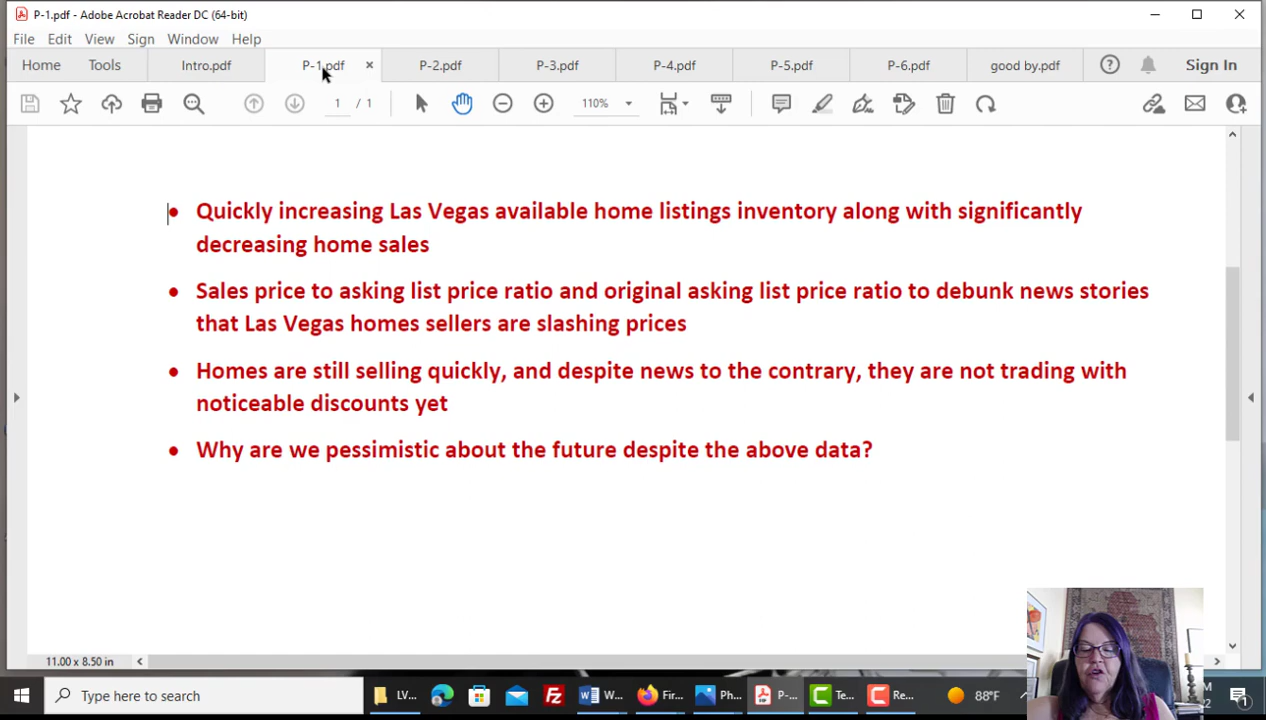 P-1.pdf - Adobe Acrobat Reader DC (64-bit)
File Edit View Sign Window Help
Home Tools Intro.pdf P-1.pdf × P-2.pdf P-3.pdf P-4.pdf P-5.pdf P-6.pdf good by.pdf Sign In
1 / 1 110%
• Quickly increasing Las Vegas available home listings inventory along with significantly
decreasing home sales
• Sales price to asking list price ratio and original asking list price ratio to debunk news stories
that Las Vegas homes sellers are slashing prices
• Homes are still selling quickly, and despite news to the contrary, they are not trading with
noticeable discounts yet
• Why are we pessimistic about the future despite the above data?
11.00 x 8.50 in
Type here to search LV... W... Fir... Ph... P-... Te... Re... 88°F